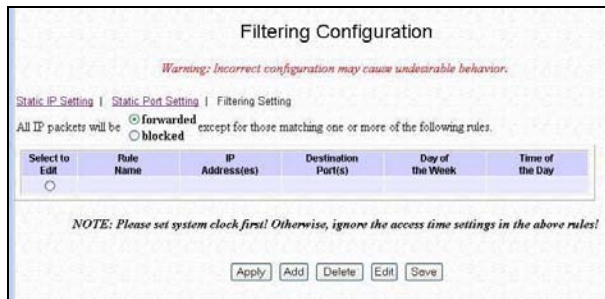 Filtering Configuration
Warning: Incorrect configuration may cause undesirable behavior.
Static IP Setting | Static Port Setting | Filtering Setting
All IP packets will be forwarded blocked except for those matching one or more of the following rules.
Select to Edit Rule Name IP Address(es) Destination Port(s) Day of the Week Time of the Day
NOTE: Please set system clock first! Otherwise, ignore the access time settings in the above rules!
Apply Add Delete Edit Save